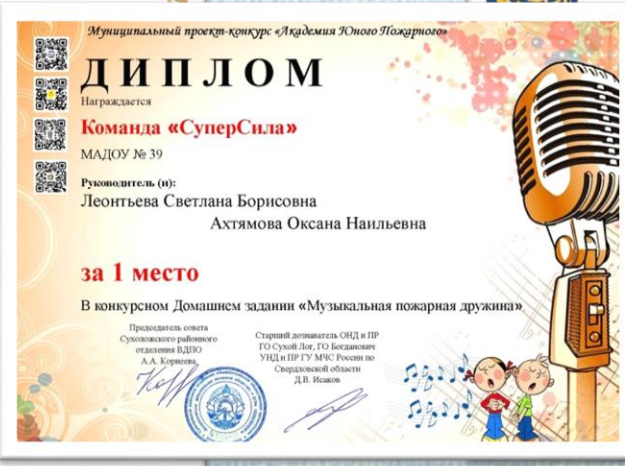 Муниципальный проект-конкурс «Академия Юного Пожарного»
ДИПЛОМ
Награждается
Команда «СуперСила»
МАДОУ № 39
Руководитель (и):
Леонтьева Светлана Борисовна
Ахтямова Оксана Наильевна
за 1 место
В конкурсном Домашнем задании «Музыкальная пожарная дружина»
Председатель совета
Сухоложского районного
отделения ВДПО
А.А. Корнеева
Старший дознаватель ОНД и ПР
ГО Сухой Лог, ГО Богданович
УНД и ПР ГУ МЧС России по
Свердловской области
Д.В. Исаков